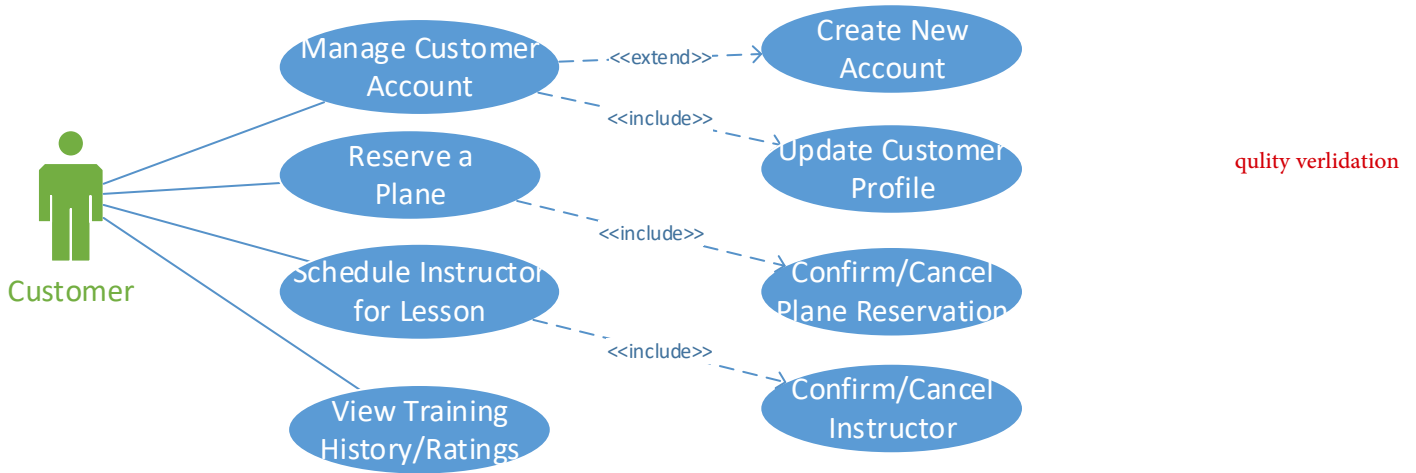 Manage Customer
Account
<<extend>>
Create New
Account
<<include>>
Update Customer
Profile
qulity verlidation
Reserve a
Plane
<<include>>
Confirm/Cancel
Plane Reservation
Customer
Schedule Instructor
for Lesson
<<include>>
Confirm/Cancel
Instructor
View Training
History/Ratings